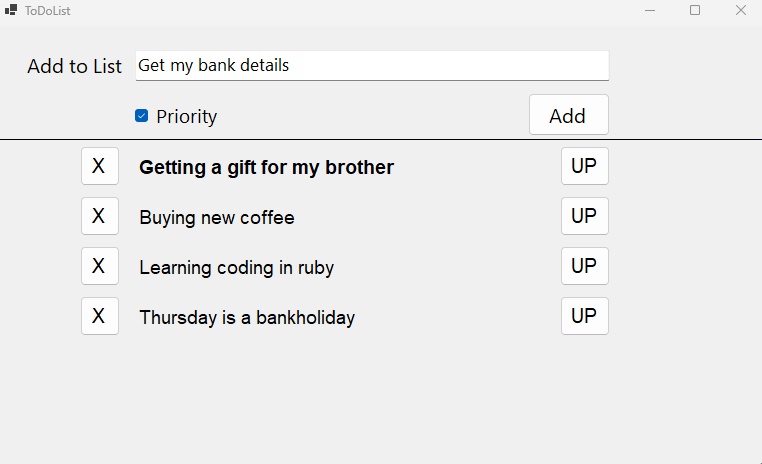 ToDoList
Add to List Get my bank details
Priority Add
X Getting a gift for my brother UP
X Buying new coffee UP
X Learning coding in ruby UP
X Thursday is a bankholiday UP